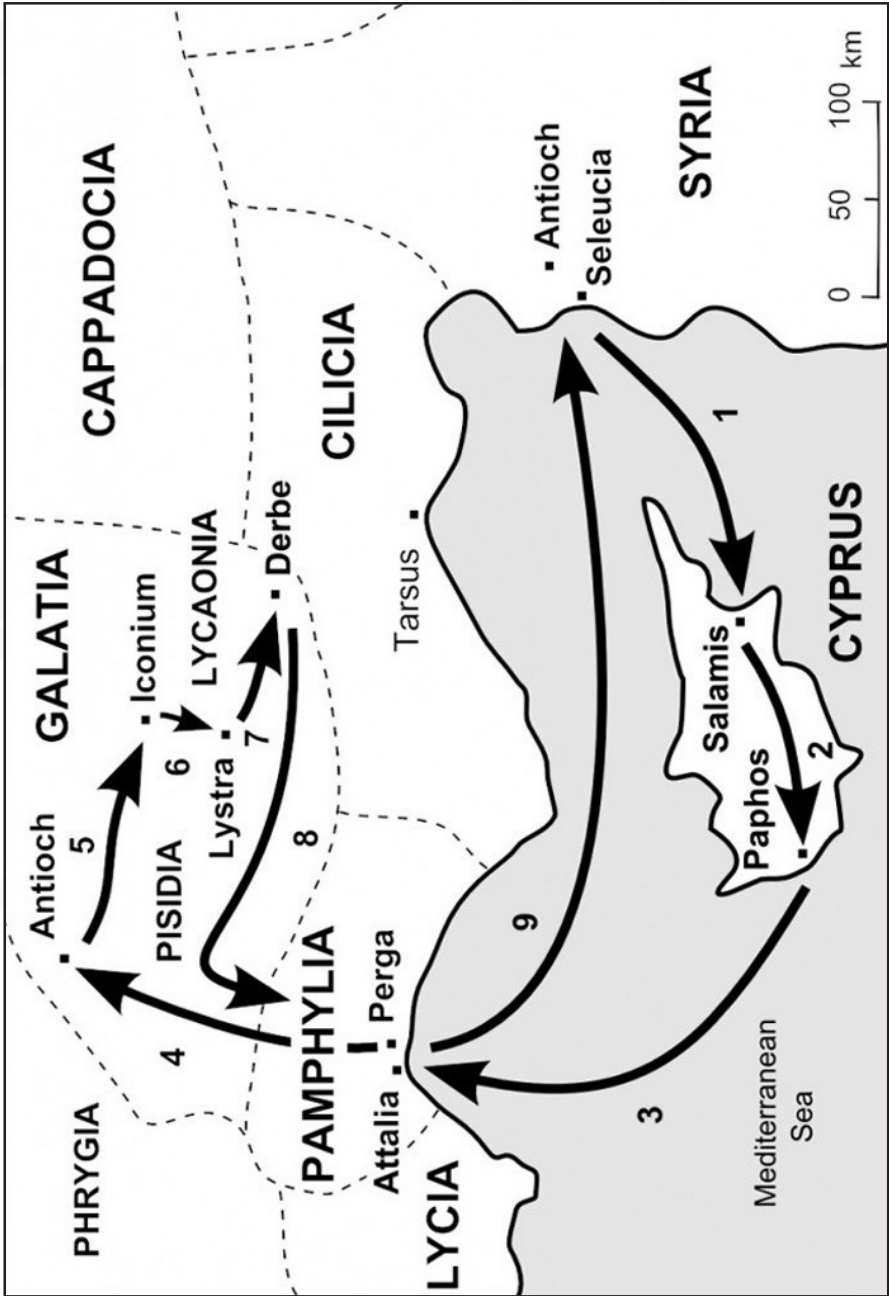 PHRYGIA
Antioch
GALATIA
CAPPADOCIA
5
Iconium
4
PISIDIA
6
LYCAONIA
Lystra
7
Derbe
8
PAMPHYLIA
CILICIA
Attalia
Perga
Tarsus
LYCIA
9
Antioch
Seleucia
3
1
SYRIA
Salamis
Paphos
2
Mediterranean
Sea
CYPRUS
0 50 100 km